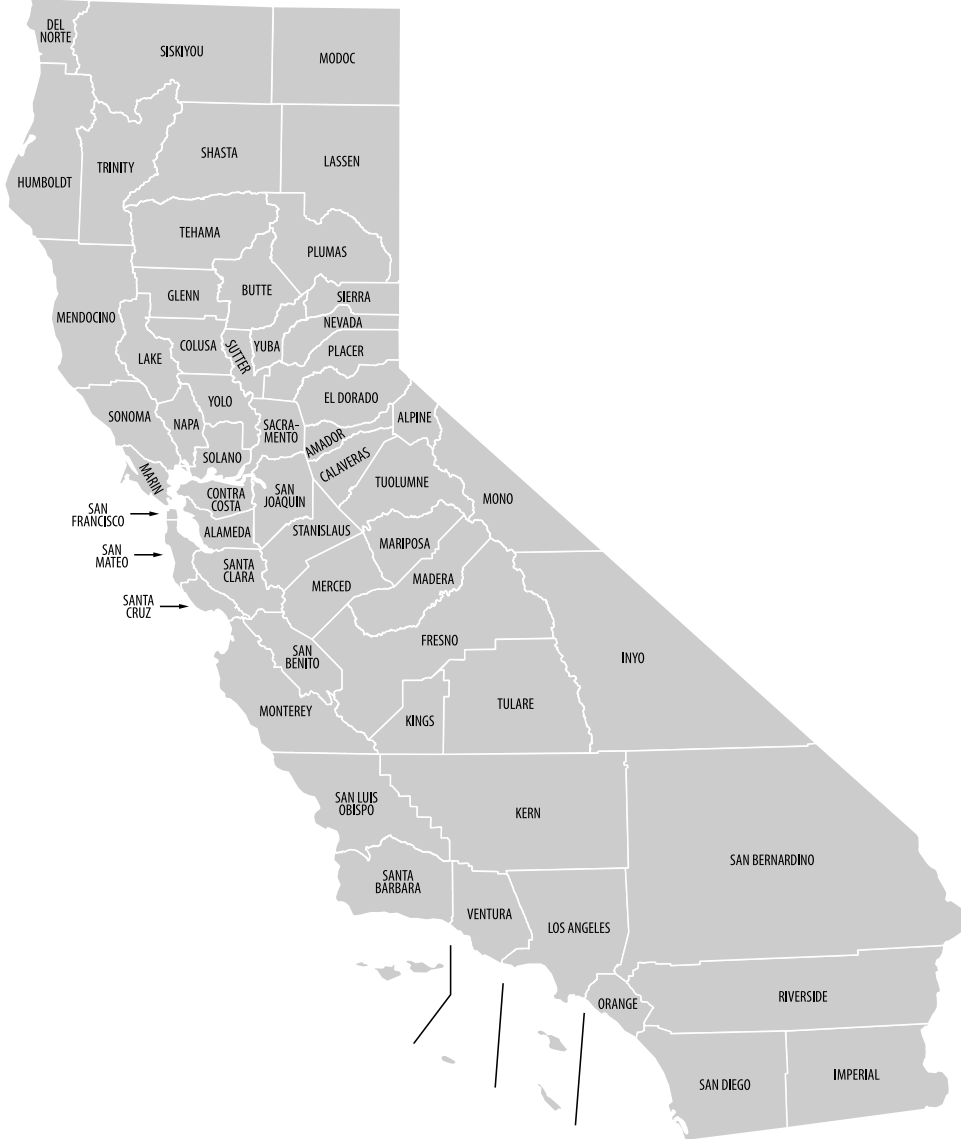 DEL
NORTE
SISKIYOU
MODOC
HUMBOLDT
TRINITY
SHASTA
LASSEN
TEHAMA
PLUMAS
GLENN
BUTTE
SIERRA
MENDOCINO
NEVADA
LAKE
COLUSA
SUTTER
YUBA
PLACER
SONOMA
NAPA
YOLO
EL DORADO
SACRA-
MENTO
ALPINE
AMADOR
SOLANO
MARIN
CALAVERAS
TUOLUMNE
CONTRA
COSTA
SAN
JOAQUIN
MONO
SAN
FRANCISCO
ALAMEDA
STANISLAUS
MARIPOSA
SAN
MATEO
SANTA
CLARA
MERCED
MADERA
SANTA
CRUZ
FRESNO
SAN
BENITO
INYO
MONTEREY
KINGS
TULARE
SAN LUIS
OBISPO
KERN
SAN BERNARDINO
SANTA
BARBARA
VENTURA
LOS ANGELES
ORANGE
RIVERSIDE
SAN DIEGO
IMPERIAL